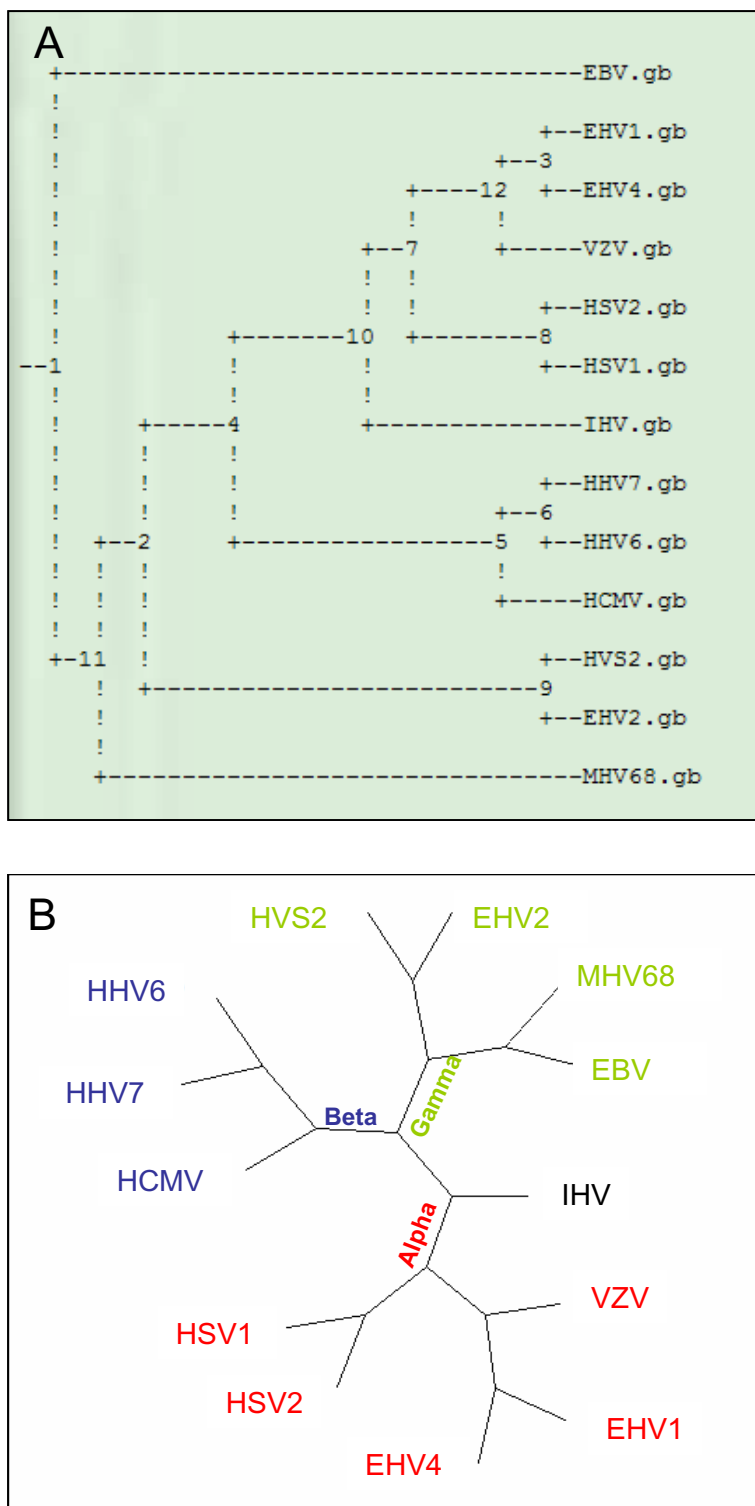 A
+----------------------------------EBV.gb
!
! +--EHV1.gb
! +--3
! +----12 +--EHV4.gb
! ! !
! +--7 +-----VZV.gb
! ! !
! ! ! +--HSV2.gb
! +-------10 +--------8
--1 ! ! +--HSV1.gb
! ! !
! +-----4 +--------------IHV.gb
! ! !
! ! ! +--HHV7.gb
! ! ! +--6
! +--2 +-----------------5 +--HHV6.gb
! ! ! !
! ! ! +-----HCMV.gb
! ! !
+-11 ! +--HVS2.gb
! +--------------------------9
! +--EHV2.gb
!
+-------------------------------MHV68.gb
B
HVS2
EHV2
MHV68
HHV6
EBV
HHV7
Beta
Gamma
HCMV
IHV
Alpha
VZV
HSV1
HSV2
EHV1
EHV4